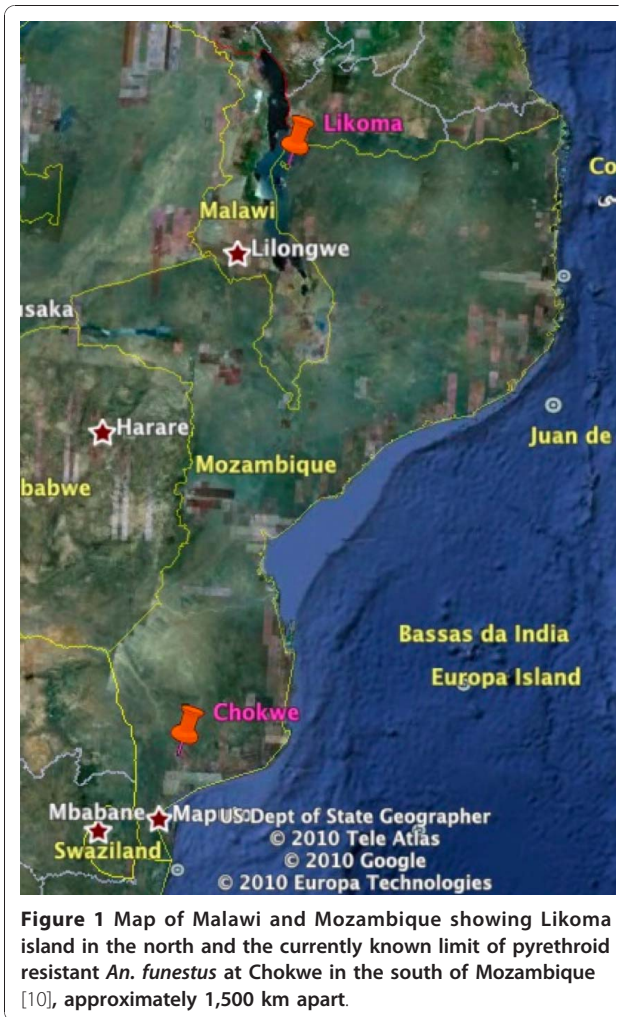 Likoma
Co
Malawi
Lilongwe
usaka
Harare
Juan de
Mozambique
babwe
Bassas da India
Europa Island
Chokwe
Mbabane
Maputo
US Dept of State Geographer
Swaziland
© 2010 Tele Atlas
© 2010 Google
© 2010 Europa Technologies
Figure 1 Map of Malawi and Mozambique showing Likoma
island in the north and the currently known limit of pyrethroid
resistant An. funestus at Chokwe in the south of Mozambique
[10], approximately 1,500 km apart.